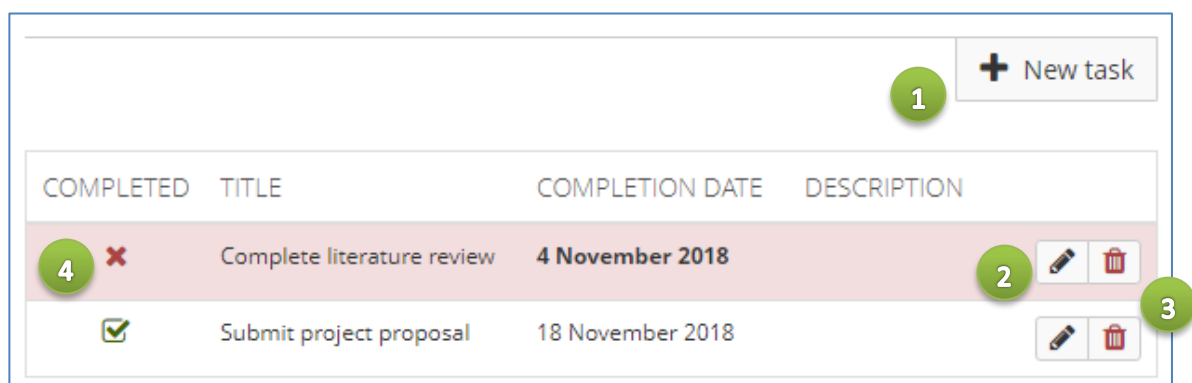 New task
1
COMPLETED TITLE COMPLETION DATE DESCRIPTION
4 Complete literature review 4 November 2018 2
3
Submit project proposal 18 November 2018